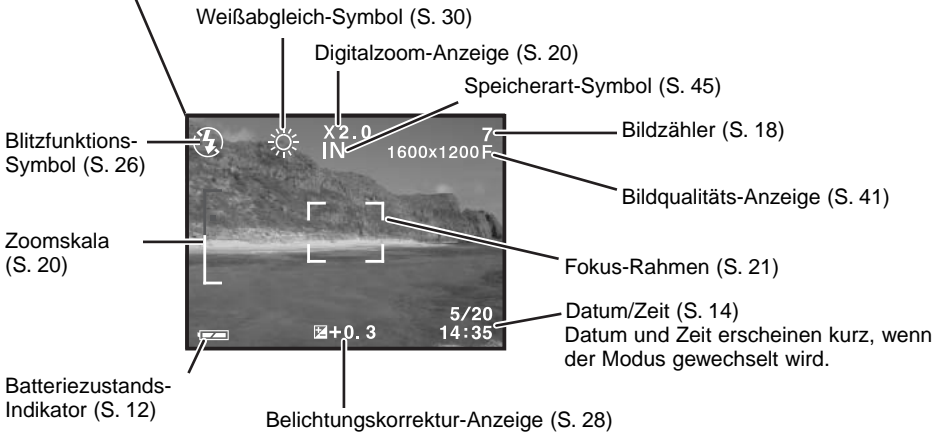 Weißabgleich-Symbol (S. 30)
Digitalzoom-Anzeige (S. 20)
Speicherart-Symbol (S. 45)
Blitzfunktions-
Symbol (S. 26)
X2.0
IN
7
1600x1200 F
Bildzähler (S. 18)
Bildqualitäts-Anzeige (S. 41)
Zoomskala
(S. 20)
Fokus-Rahmen (S. 21)
5/20
14:35
+0.3
Datum/Zeit (S. 14)
Datum und Zeit erscheinen kurz, wenn
der Modus gewechselt wird.
Batteriezustands-
Indikator (S. 12)
Belichtungskorrektur-Anzeige (S. 28)